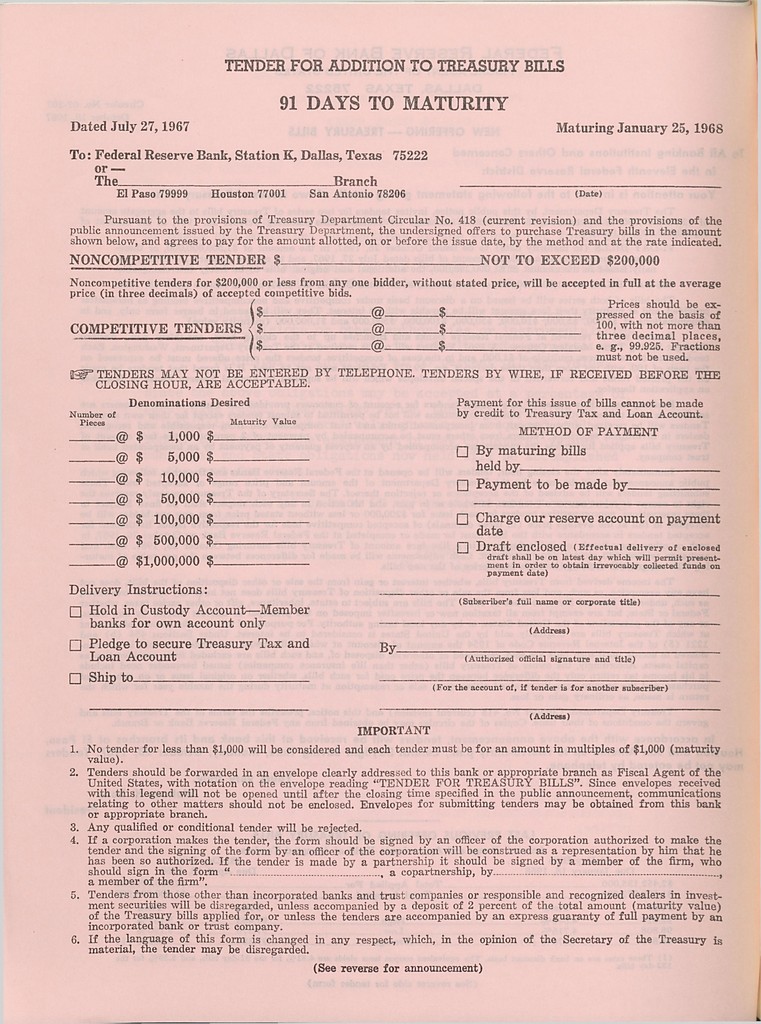 TENDER FOR ADDITION TO TREASURY BILLS
91 DAYS TO MATURITY
Dated July 27, 1967 Maturing January 25, 1968
To: Federal Reserve Bank, Station K, Dallas, Texas 75222
or—
The____Branch
El Paso 79999 Houston 77001 San Antonio 78206 (Date)
Pursuant to the provisions of Treasury Department Circular No. 418 (current revision) and the provisions of the
public announcement issued by the Treasury Department, the undersigned offers to purchase Treasury bills in the amount
shown below, and agrees to pay for the amount allotted, on or before the issue date, by the method and at the rate indicated.
NONCOMPETITIVE TENDER $____NOT TO EXCEED $200,000
Noncompetitive tenders for $200,000 or less from any one bidder, without stated price, will be accepted in full at the average
price (in three decimals) of accepted competitive bids.
COMPETITIVE TENDERS
$____@____$____
$____@____$____
$____@____$____
Prices should be ex-
pressed on the basis of
100, with not more than
three decimal places,
e. g., 99.925. Fractions
must not be used.
☞ TENDERS MAY NOT BE ENTERED BY TELEPHONE. TENDERS BY WIRE, IF RECEIVED BEFORE THE
CLOSING HOUR, ARE ACCEPTABLE.
Denominations Desired
Number of
Pieces Maturity Value
____@ $ 1,000 $____
____@ $ 5,000 $____
____@ $ 10,000 $____
____@ $ 50,000 $____
____@ $ 100,000 $____
____@ $ 500,000 $____
____@ $1,000,000 $____
Delivery Instructions:
☐ Hold in Custody Account—Member
banks for own account only
☐ Pledge to secure Treasury Tax and
Loan Account
☐ Ship to____
Payment for this issue of bills cannot be made
by credit to Treasury Tax and Loan Account.
METHOD OF PAYMENT
☐ By maturing bills
held by____
☐ Payment to be made by____
☐ Charge our reserve account on payment
date
☐ Draft enclosed (Effectual delivery of enclosed
draft shall be on latest day which will permit present-
ment in order to obtain irrevocably collected funds on
payment date)
(Subscriber's full name or corporate title)
(Address)
By____
(Authorized official signature and title)
(For the account of, if tender is for another subscriber)
(Address)
IMPORTANT
1. No tender for less than $1,000 will be considered and each tender must be for an amount in multiples of $1,000 (maturity
value).
2. Tenders should be forwarded in an envelope clearly addressed to this bank or appropriate branch as Fiscal Agent of the
United States, with notation on the envelope reading "TENDER FOR TREASURY BILLS". Since envelopes received
with this legend will not be opened until after the closing time specified in the public announcement, communications
relating to other matters should not be enclosed. Envelopes for submitting tenders may be obtained from this bank
or appropriate branch.
3. Any qualified or conditional tender will be rejected.
4. If a corporation makes the tender, the form should be signed by an officer of the corporation authorized to make the
tender and the signing of the form by an officer of the corporation will be construed as a representation by him that he
has been so authorized. If the tender is made by a partnership it should be signed by a member of the firm, who
should sign in the form "...................., a copartnership, by....................,
a member of the firm".
5. Tenders from those other than incorporated banks and trust companies or responsible and recognized dealers in invest-
ment securities will be disregarded, unless accompanied by a deposit of 2 percent of the total amount (maturity value)
of the Treasury bills applied for, or unless the tenders are accompanied by an express guaranty of full payment by an
incorporated bank or trust company.
6. If the language of this form is changed in any respect, which, in the opinion of the Secretary of the Treasury is
material, the tender may be disregarded.
(See reverse for announcement)